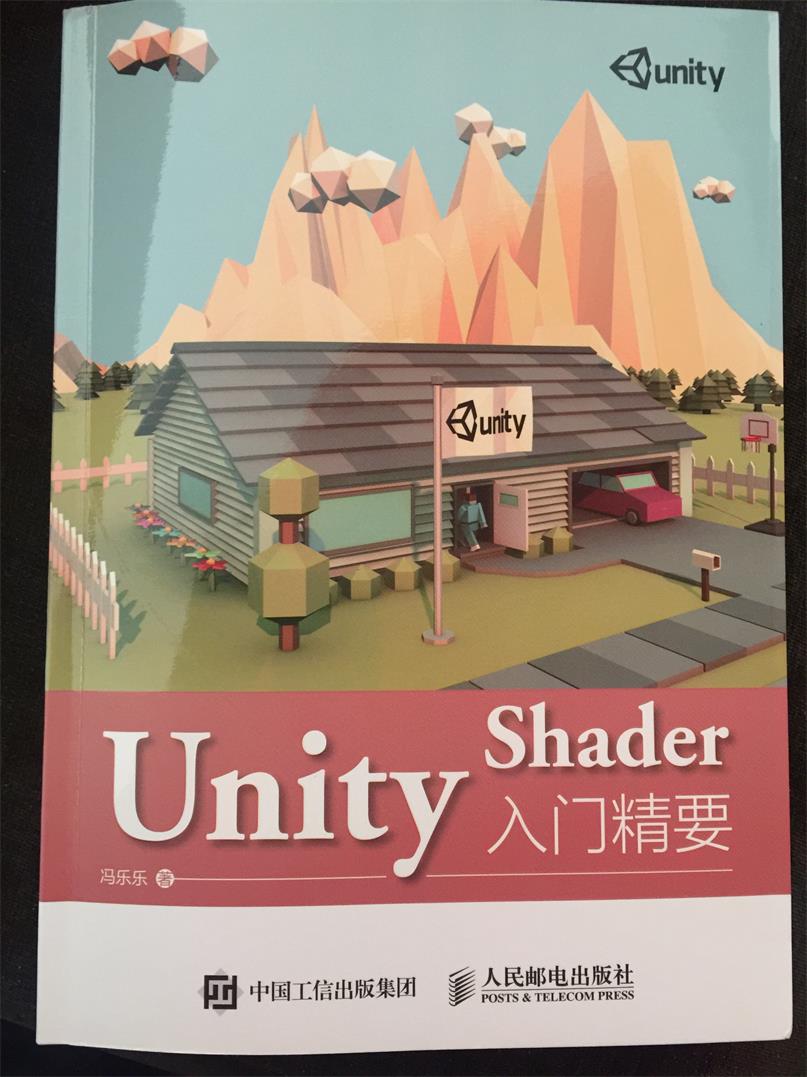 unity
unity
Unity Shader
入门精要
冯乐乐 著
中国工信出版集团
人民邮电出版社
POSTS & TELECOM PRESS